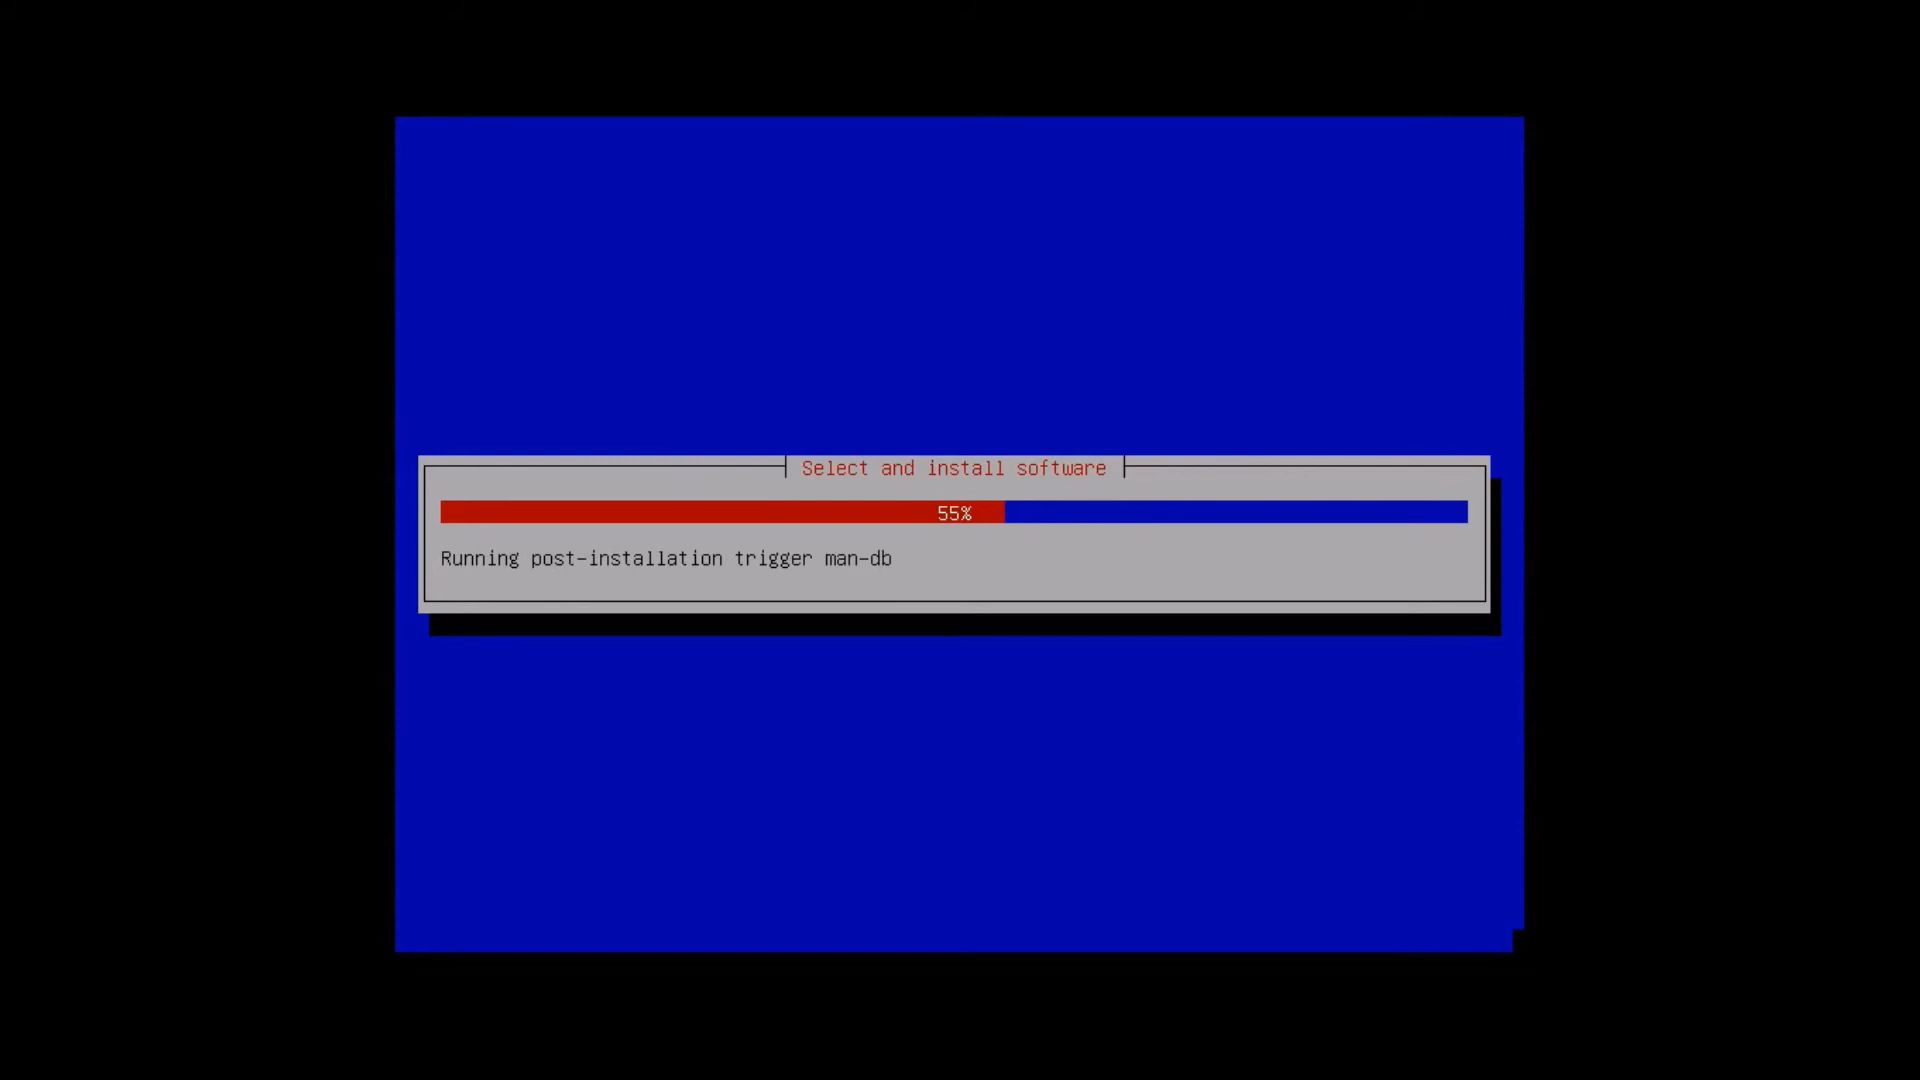 Select and install software
55%
Running post-installation trigger man-db